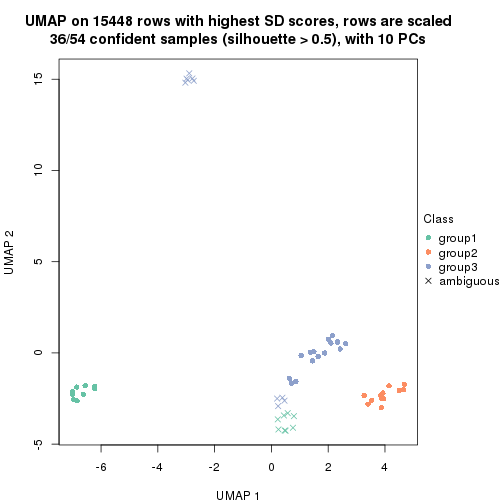 UMAP on 15448 rows with highest SD scores, rows are scaled
36/54 confident samples (silhouette > 0.5), with 10 PCs
15
10
5
0
-5
UMAP 2
-6
-4
-2
0
2
4
UMAP 1
Class
group1
group2
group3
ambiguous